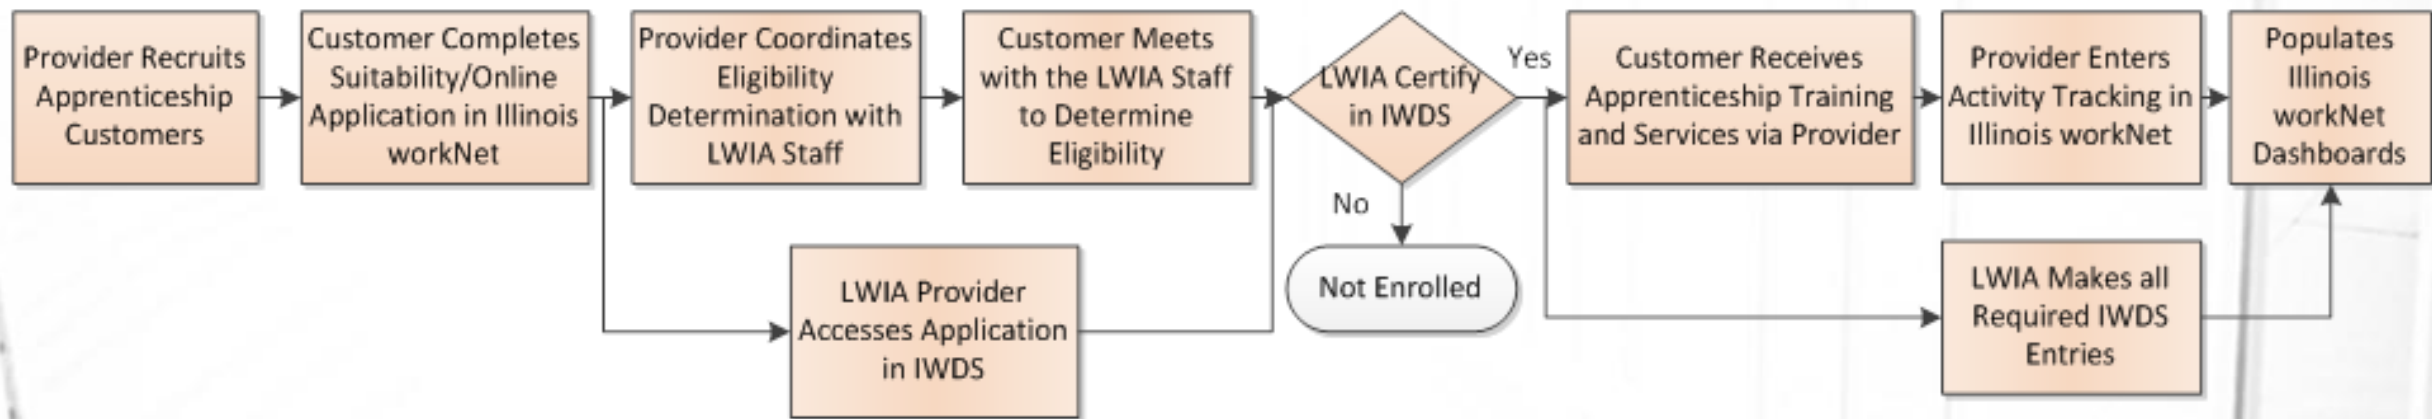 Provider Recruits
Apprenticeship
Customers
Customer Completes
Suitability/Online
Application in Illinois
workNet
Provider Coordinates
Eligibility
Determination with
LWIA Staff
Customer Meets
with the LWIA Staff
to Determine
Eligibility
LWIA Certify
in IWDS
Yes
Customer Receives
Apprenticeship Training
and Services via Provider
Provider Enters
Activity Tracking in
Illinois workNet
Populates
Illinois
workNet
Dashboards
No
Not Enrolled
LWIA Provider
Accesses Application
in IWDS
LWIA Makes all
Required IWDS
Entries